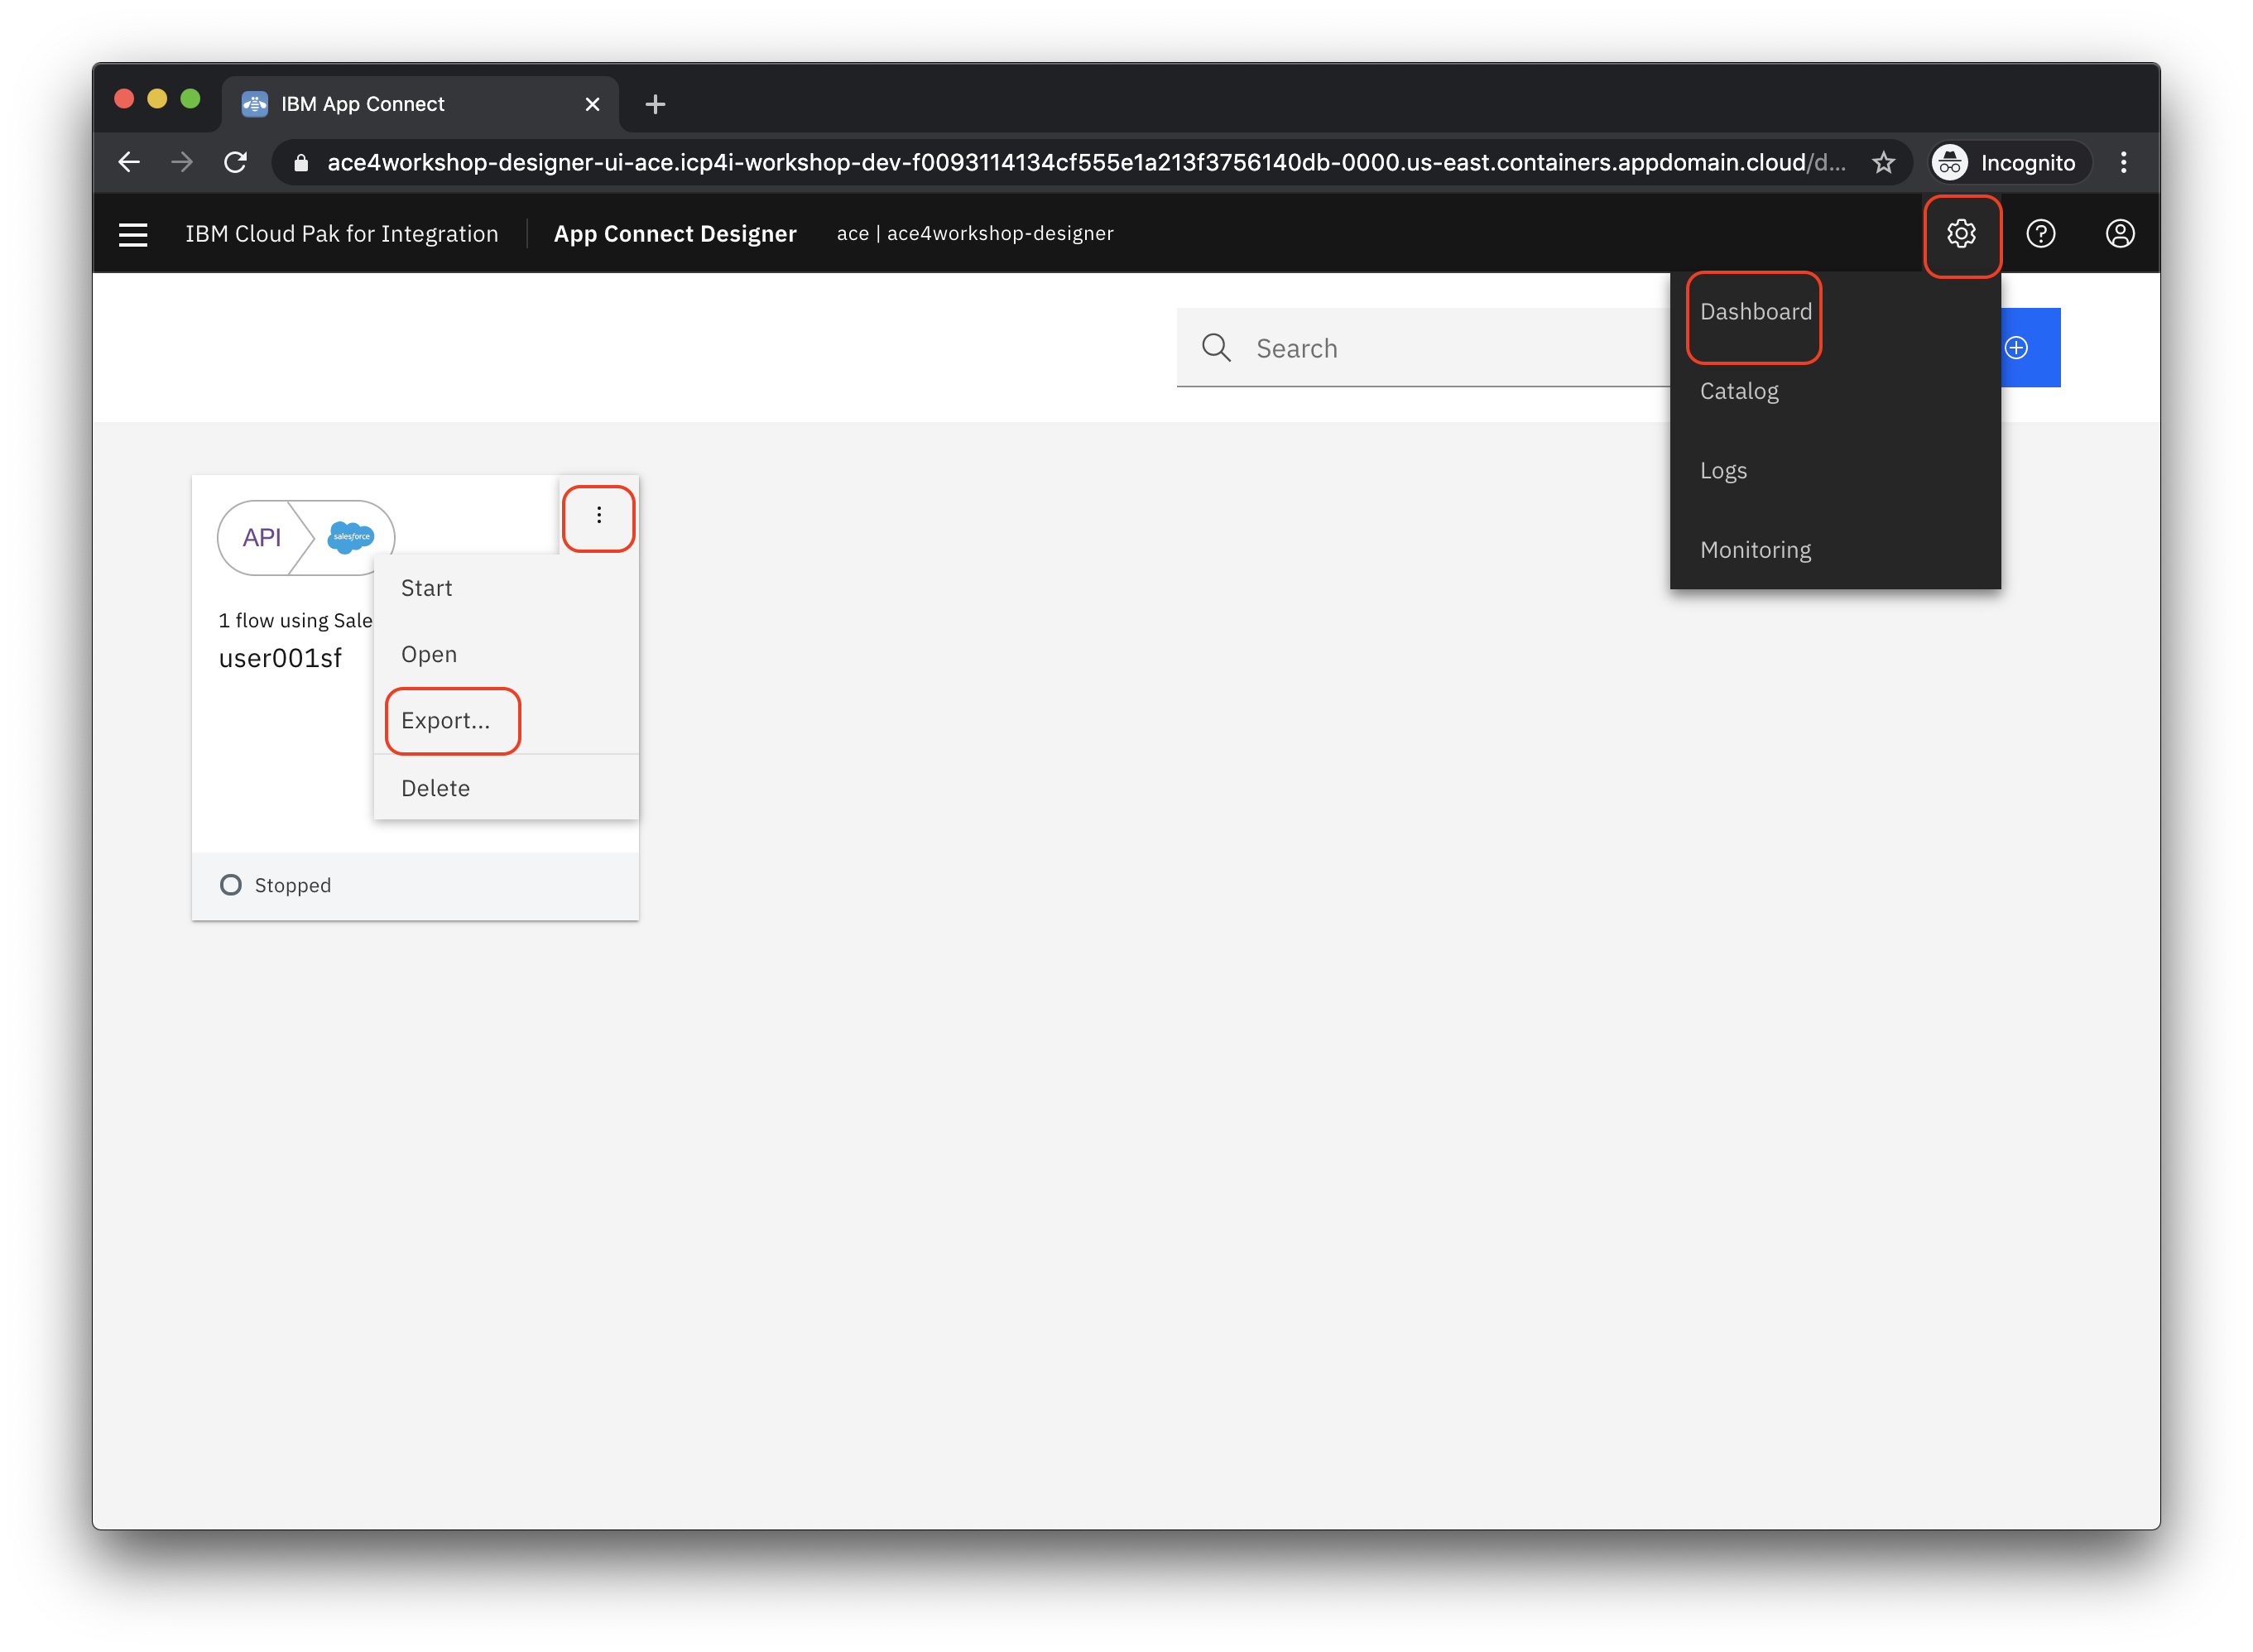 IBM App Connect
ace4workshop-designer-ui-ace.icp4i-workshop-dev-f0093114134cf555e1a213f3756140db-0000.us-east.containers.appdomain.cloud/d...
Incognito
IBM Cloud Pak for Integration
App Connect Designer
ace | ace4workshop-designer
Search
Dashboard
Catalog
Logs
Monitoring
API
salesforce
1 flow using Sale
user001sf
Start
Open
Export...
Delete
Stopped